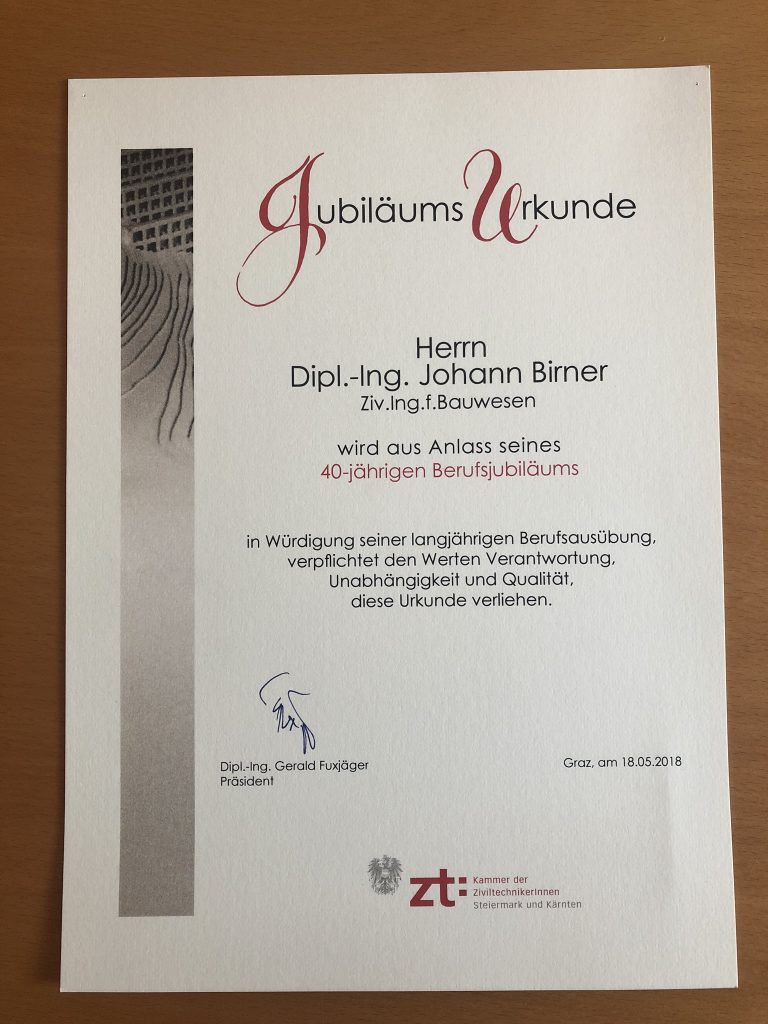 Jubiläums Urkunde
Herrn
Dipl.-Ing. Johann Birner
Ziv.Ing.f.Bauwesen
wird aus Anlass seines
40-jährigen Berufsjubiläums
in Würdigung seiner langjährigen Berufsausübung,
verpflichtet den Werten Verantwortung,
Unabhängigkeit und Qualität,
diese Urkunde verliehen.
Dipl.-Ing. Gerald Fuxjäger
Präsident
Graz, am 18.05.2018
zt:
Kammer der
ZiviltechnikerInnen
Steiermark und Kärnten